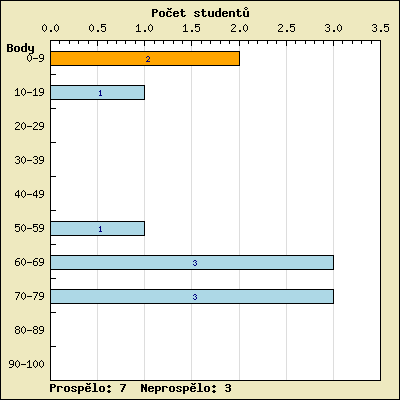 Počet studentů
0.0 0.5 1.0 1.5 2.0 2.5 3.0 3.5
Body
0-9 2
10-19 1
20-29
30-39
40-49
50-59 1
60-69 3
70-79 3
80-89
90-100
Prospělo: 7 Neprospělo: 3